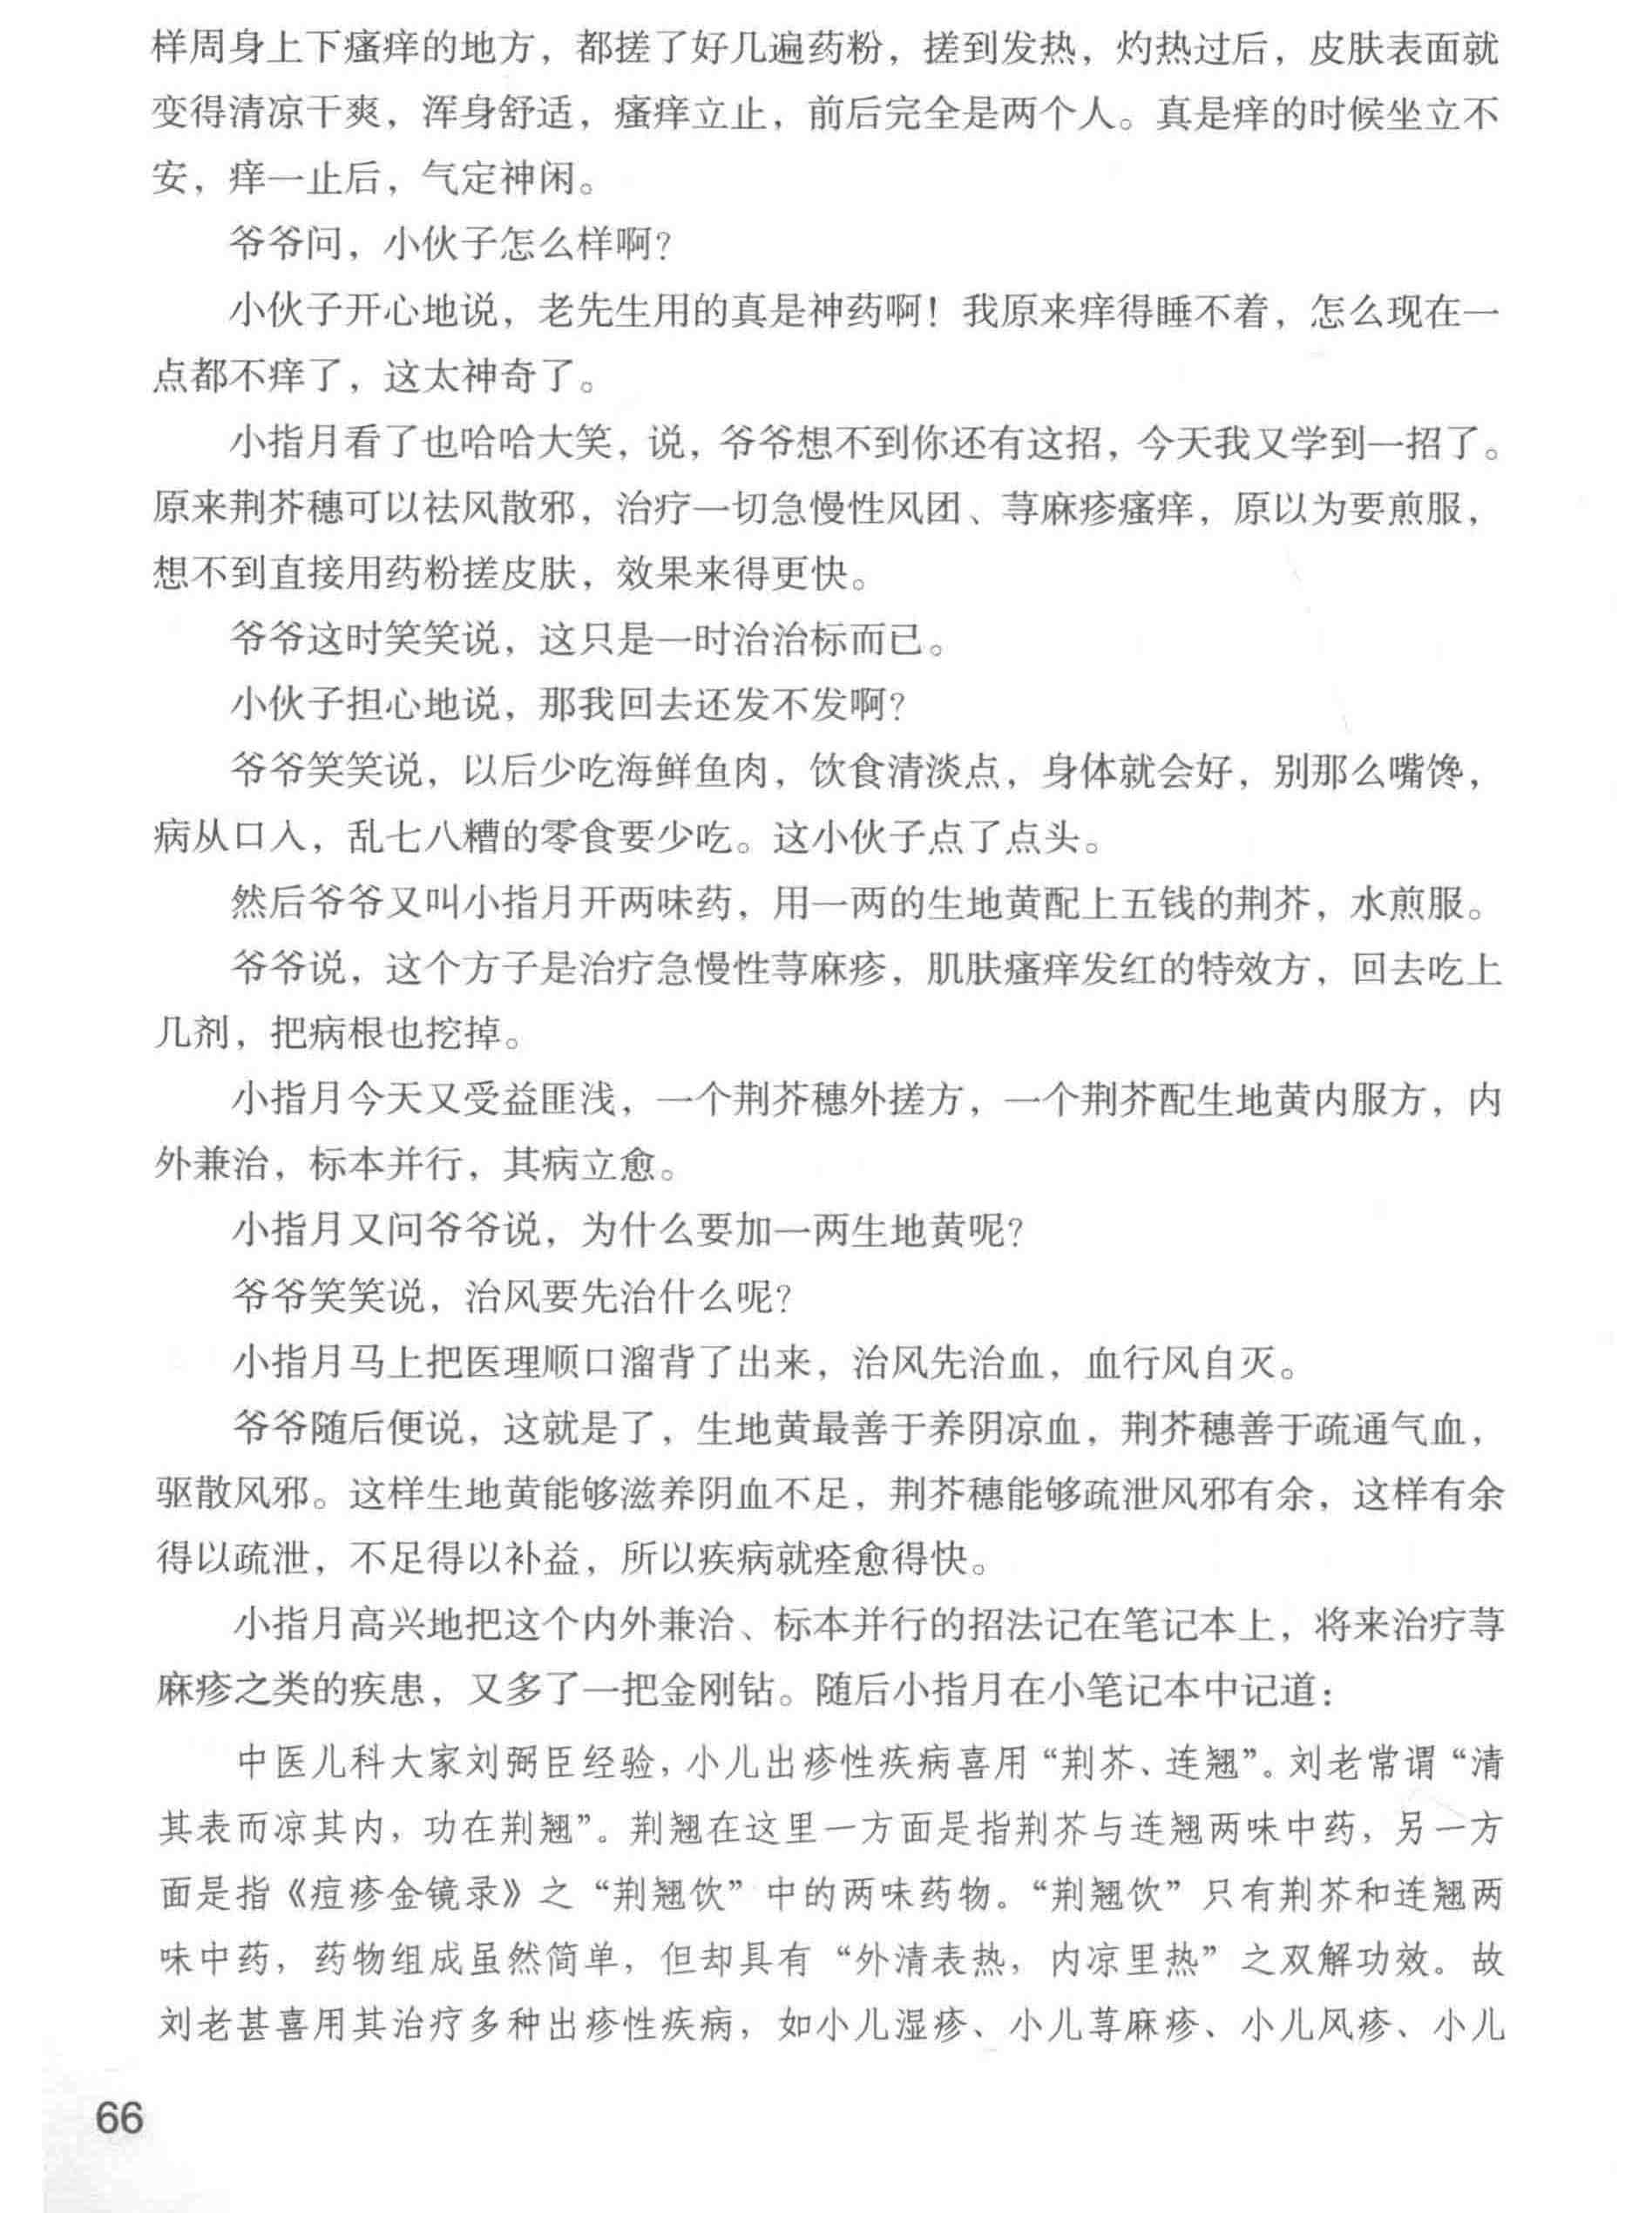 样周身上下瘙痒的地方，都搓了好几遍药粉，搓到发热，灼热过后，皮肤表面就
变得清凉干爽，浑身舒适，瘙痒立止，前后完全是两个人。真是痒的时候坐立不
安，痒一止后，气定神闲。
爷爷问，小伙子怎么样啊？
小伙子开心地说，老先生用的真是神药啊！我原来痒得睡不着，怎么现在一
点都不痒了，这太神奇了。
小指月看了也哈哈大笑，说，爷爷想不到你还有这招，今天我又学到一招了。
原来荆芥穗可以祛风散邪，治疗一切急慢性风团、荨麻疹瘙痒，原以为要煎服，
想不到直接用药粉搓皮肤，效果来得更快。
爷爷这时笑笑说，这只是一时治治标而已。
小伙子担心地说，那我回去还发不发啊？
爷爷笑笑说，以后少吃海鲜鱼肉，饮食清淡点，身体就会好，别那么嘴馋，
病从口入，乱七八糟的零食要少吃。这小伙子点了点头。
然后爷爷又叫小指月开两味药，用一两的生地黄配上五钱的荆芥，水煎服。
爷爷说，这个方子是治疗急慢性荨麻疹，肌肤瘙痒发红的特效方，回去吃上
几剂，把病根也挖掉。
小指月今天又受益匪浅，一个荆芥穗外搓方，一个荆芥配生地黄内服方，内
外兼治，标本并行，其病立愈。
小指月又问爷爷说，为什么要加一两生地黄呢？
爷爷笑笑说，治风要先治什么呢？
小指月马上把医理顺口溜背了出来，治风先治血，血行风自灭。
爷爷随后便说，这就是了，生地黄最善于养阴凉血，荆芥穗善于疏通气血，
驱散风邪。这样生地黄能够滋养阴血不足，荆芥穗能够疏泄风邪有余，这样有余
得以疏泄，不足得以补益，所以疾病就痊愈得快。
小指月高兴地把这个内外兼治、标本并行的招法记在笔记本上，将来治疗荨
麻疹之类的疾患，又多了一把金刚钻。随后小指月在小笔记本中记道：
中医儿科大家刘弼臣经验，小儿出疹性疾病喜用“荆芥、连翘”。刘老常谓“清
其表而凉其内，功在荆翘”。荆翘在这里一方面是指荆芥与连翘两味中药，另一方
面是指《痘疹金镜录》之“荆翘饮”中的两味药物。“荆翘饮”只有荆芥和连翘两
味中药，药物组成虽然简单，但却具有“外清表热，内凉里热”之双解功效。故
刘老甚喜用其治疗多种出疹性疾病，如小儿湿疹、小儿荨麻疹、小儿风疹、小儿
66